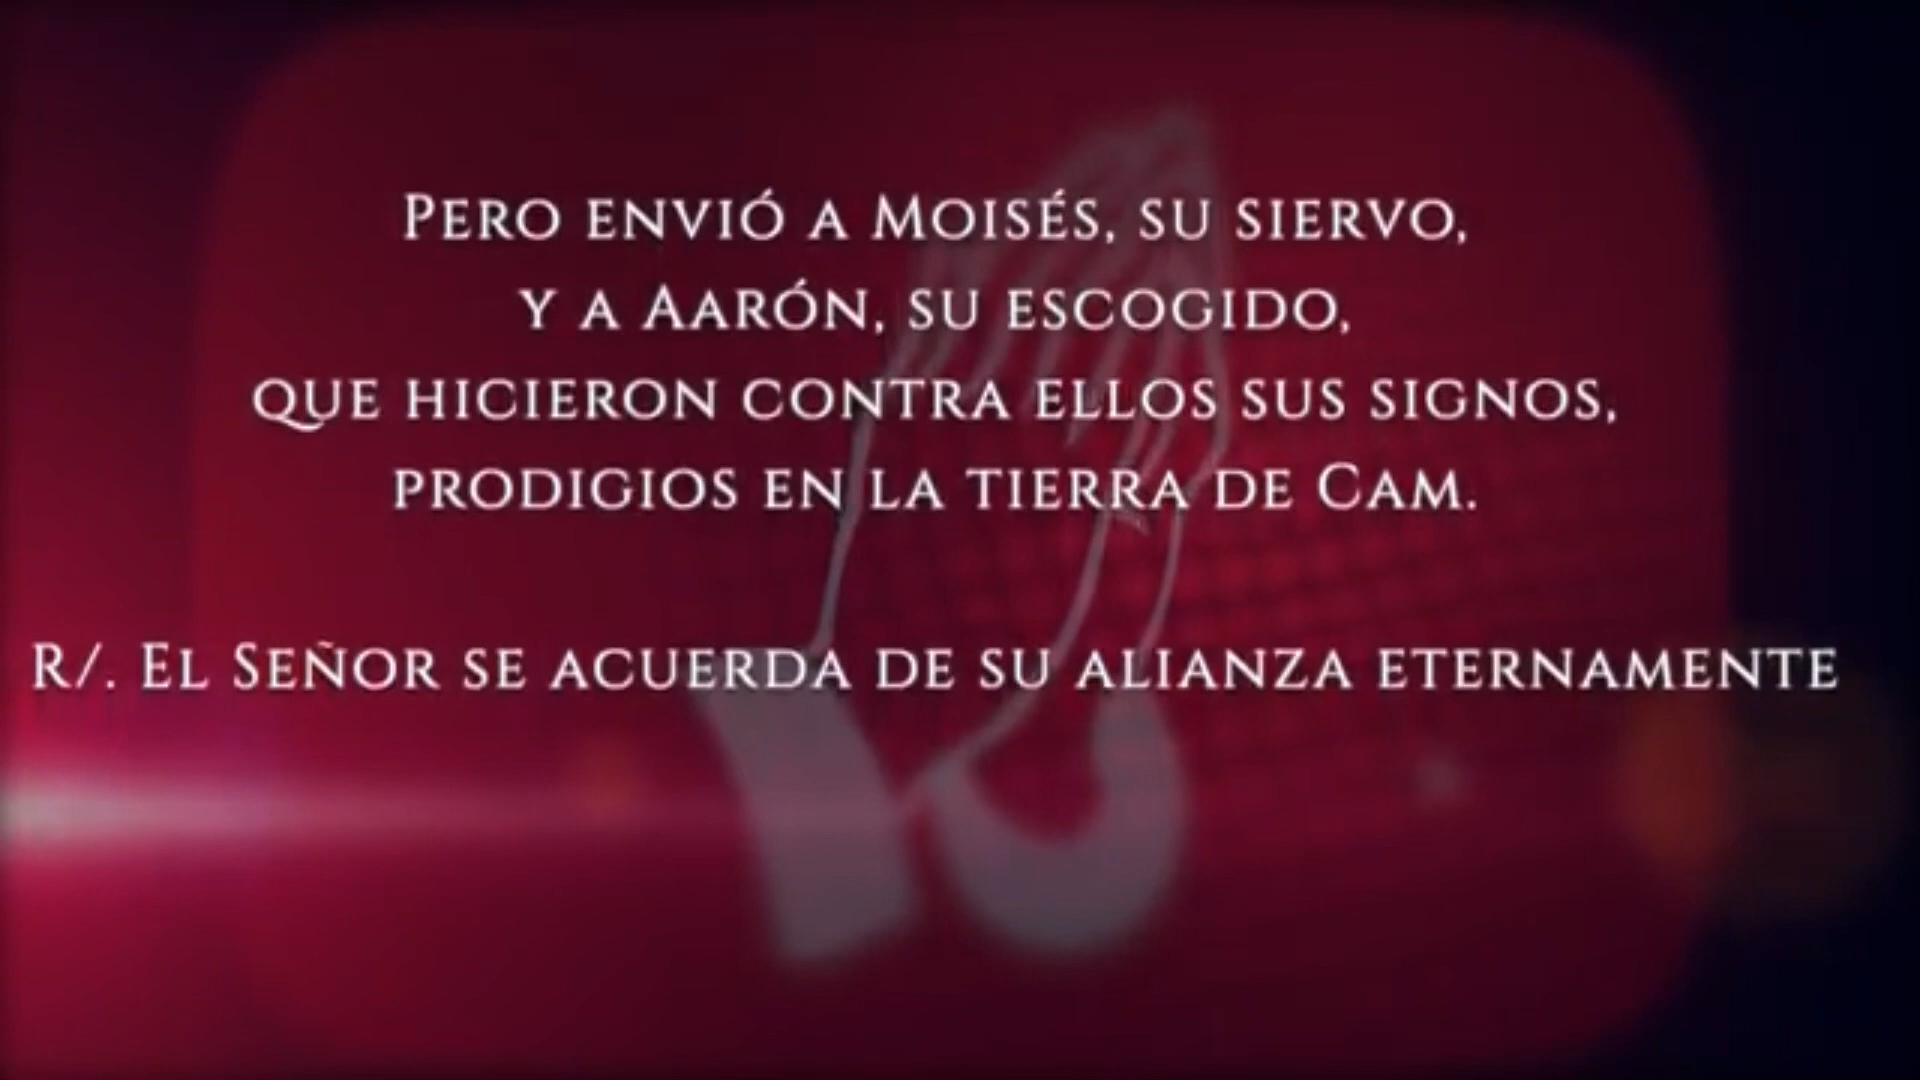 Pero envió a Moisés, su siervo,
y a Aarón, su escogido,
que hicieron contra ellos sus signos,
prodigios en la tierra de Cam.
R/. El Señor se acuerda de su alianza eternamente